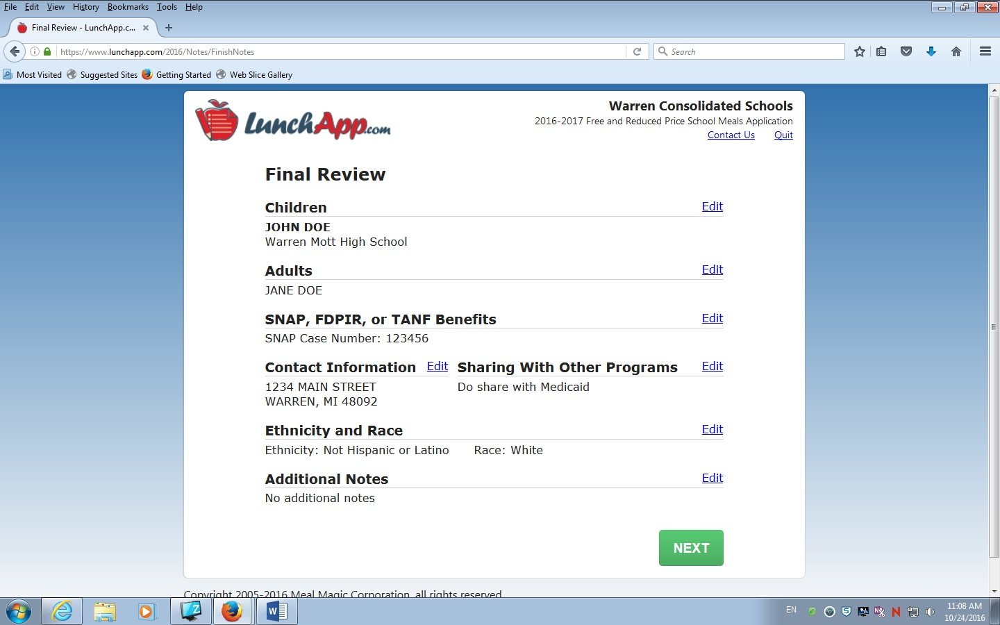 File Edit View History Bookmarks Tools Help
Final Review - LunchApp.c...
https://www.lunchapp.com/2016/Notes/FinishNotes
Search
Most Visited Suggested Sites Getting Started Web Slice Gallery
LunchApp.com
Warren Consolidated Schools
2016-2017 Free and Reduced Price School Meals Application
Contact Us Quit
Final Review
Children Edit
JOHN DOE
Warren Mott High School
Adults Edit
JANE DOE
SNAP, FDPIR, or TANF Benefits Edit
SNAP Case Number: 123456
Contact Information Edit Sharing With Other Programs Edit
1234 MAIN STREET Do share with Medicaid
WARREN, MI 48092
Ethnicity and Race Edit
Ethnicity: Not Hispanic or Latino Race: White
Additional Notes Edit
No additional notes
NEXT
Copyright 2005-2016 Meal Magic Corporation, all rights reserved
EN
11:08 AM
10/24/2016